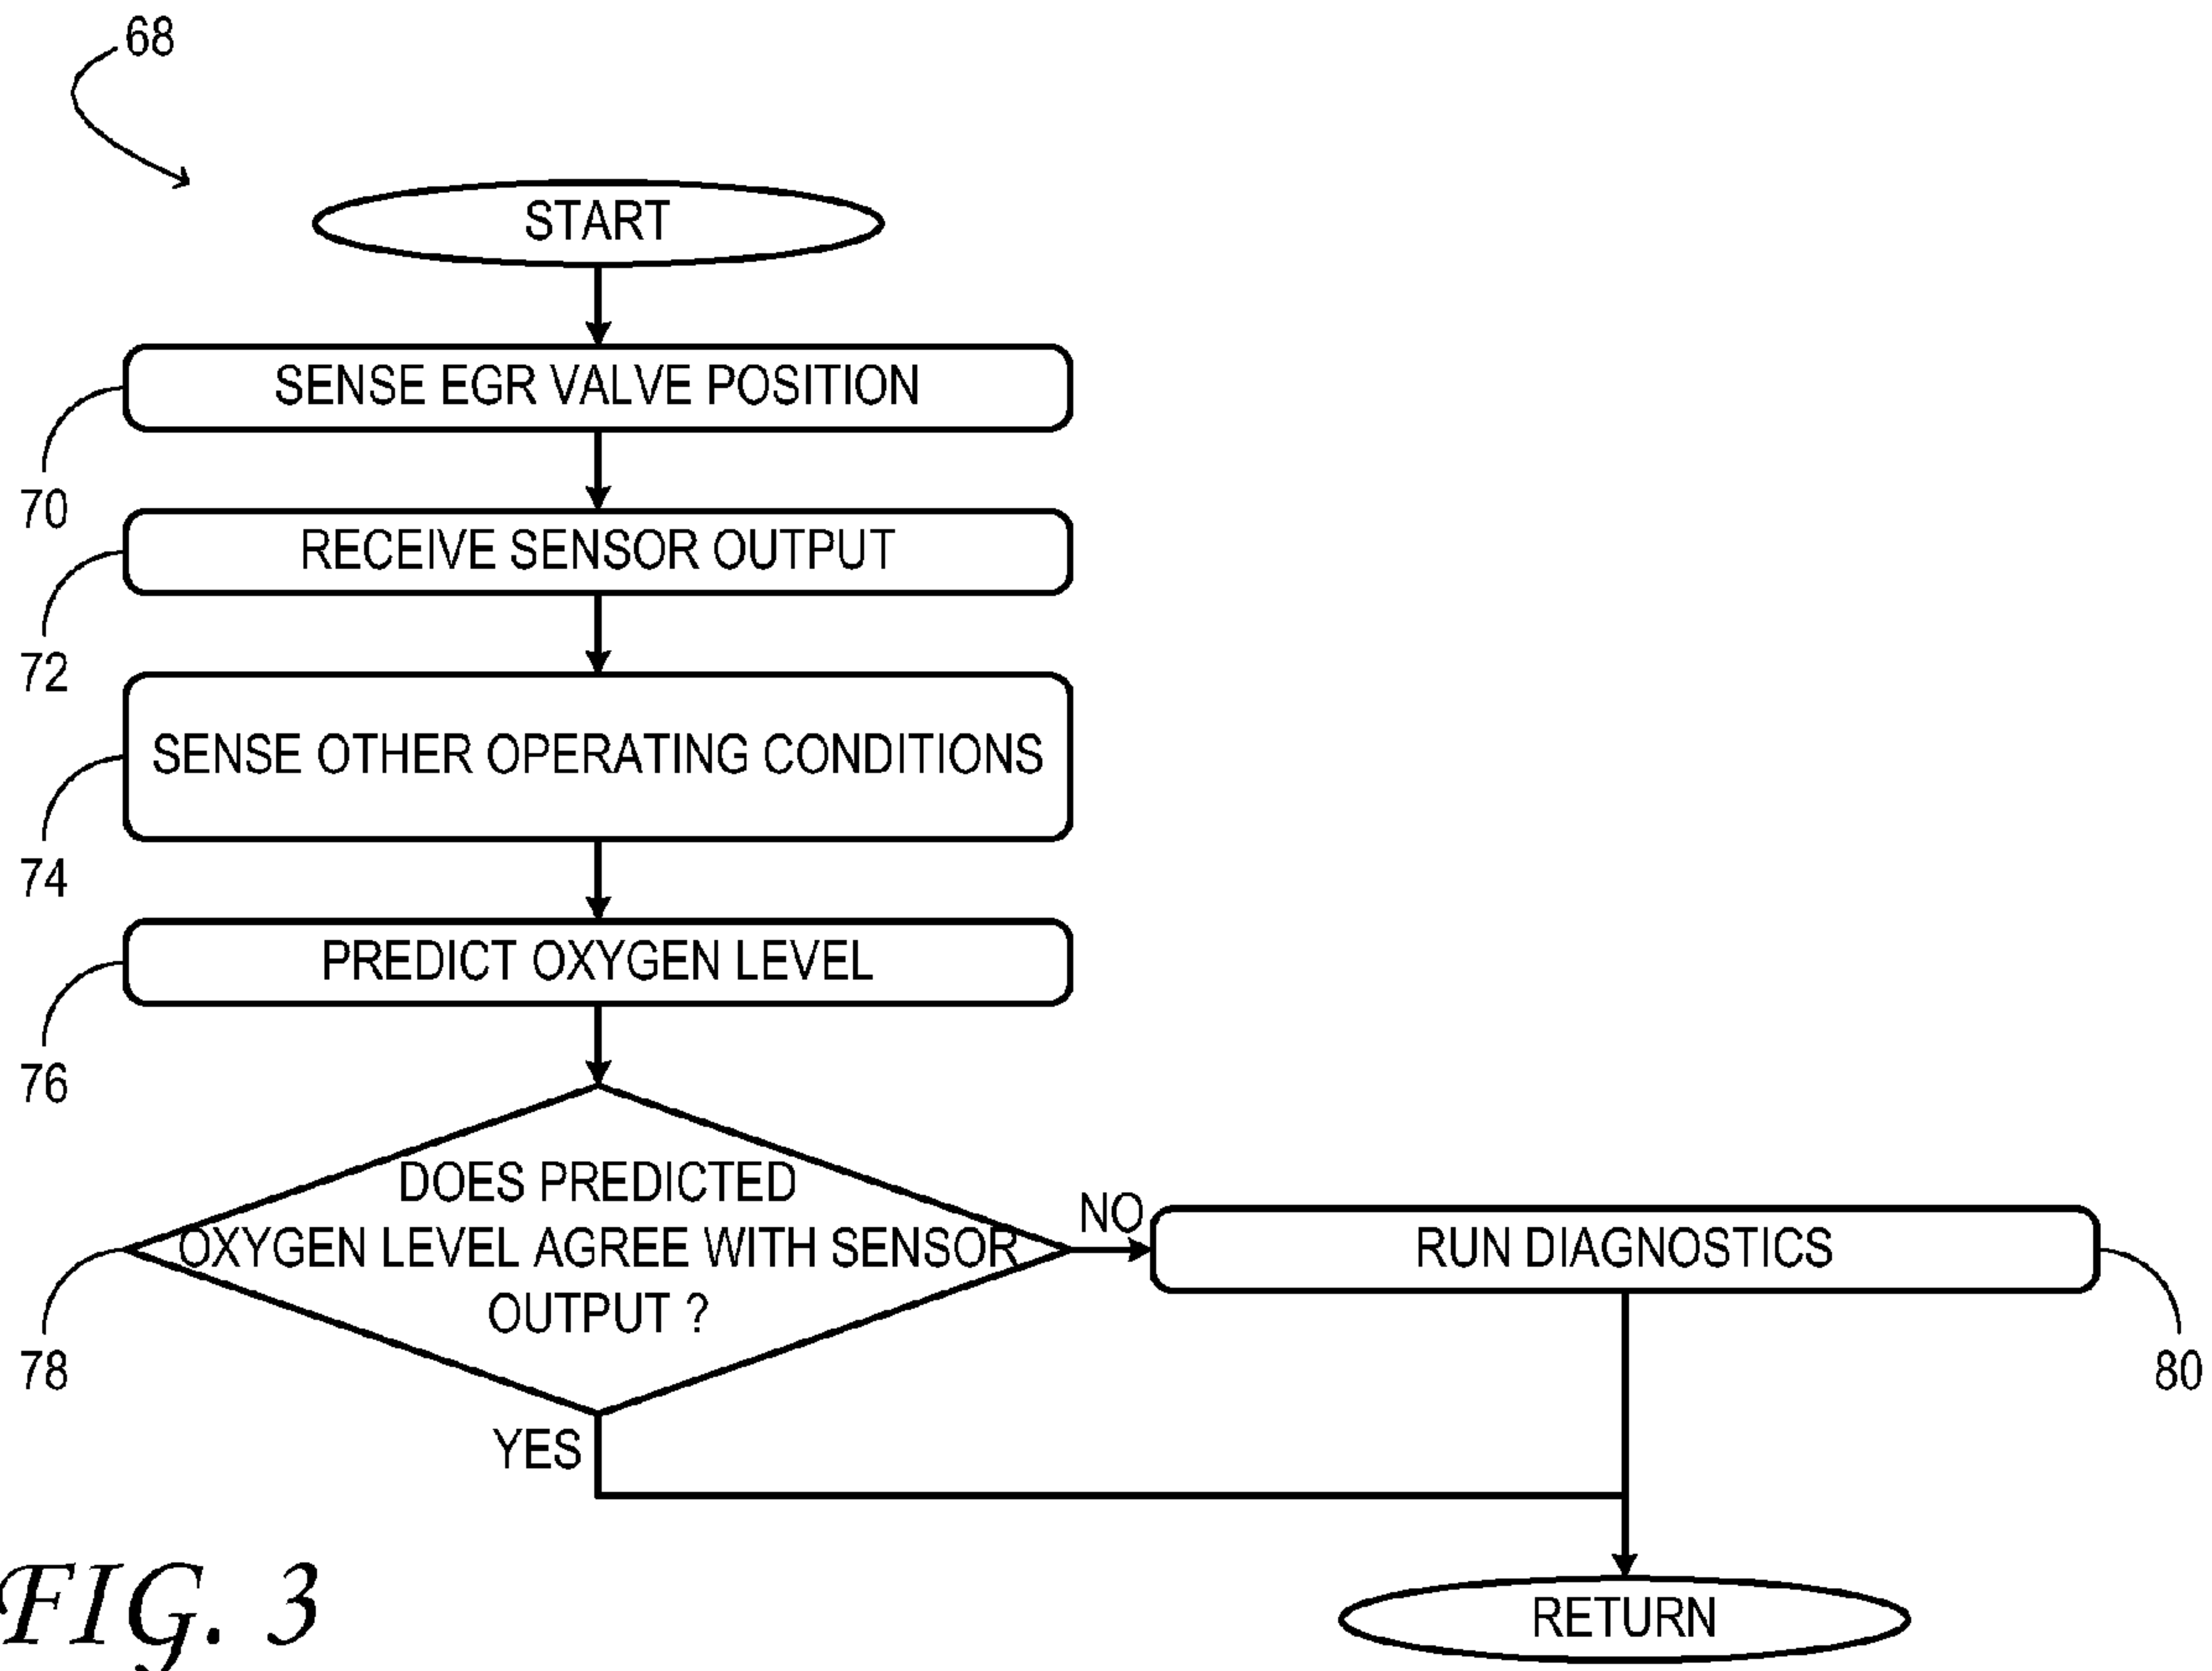 68
START
SENSE EGR VALVE POSITION
70
RECEIVE SENSOR OUTPUT
72
SENSE OTHER OPERATING CONDITIONS
74
PREDICT OXYGEN LEVEL
76
DOES PREDICTED
OXYGEN LEVEL AGREE WITH SENSOR
OUTPUT ?
78
NO
RUN DIAGNOSTICS
80
YES
RETURN
FIG. 3